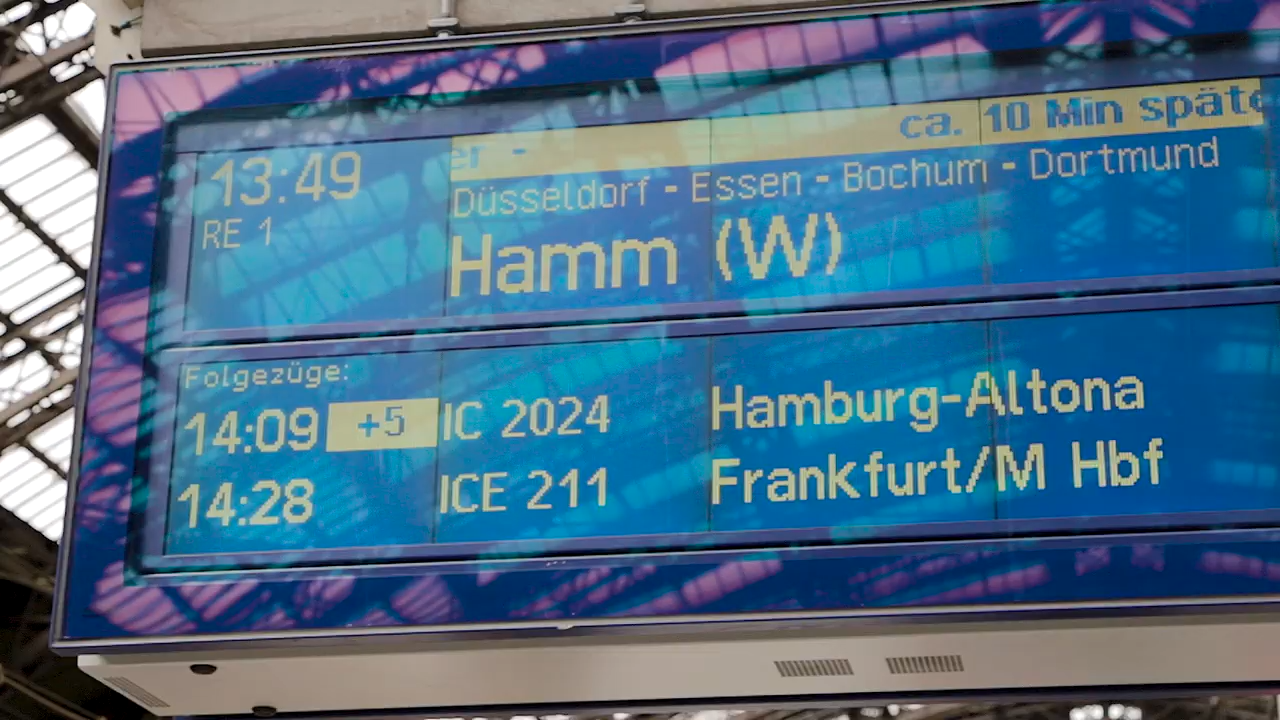 er - ca. 10 Min späte
13:49
Düsseldorf - Essen - Bochum - Dortmund
RE 1
Hamm (W)
Folgezüge:
14:09 +5 IC 2024 Hamburg-Altona
14:28 ICE 211 Frankfurt/M Hbf